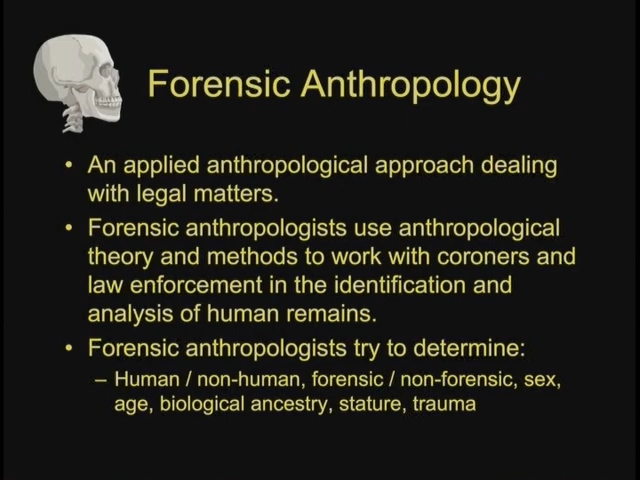 Forensic Anthropology
• An applied anthropological approach dealing
with legal matters.
• Forensic anthropologists use anthropological
theory and methods to work with coroners and
law enforcement in the identification and
analysis of human remains.
• Forensic anthropologists try to determine:
– Human / non-human, forensic / non-forensic, sex,
age, biological ancestry, stature, trauma